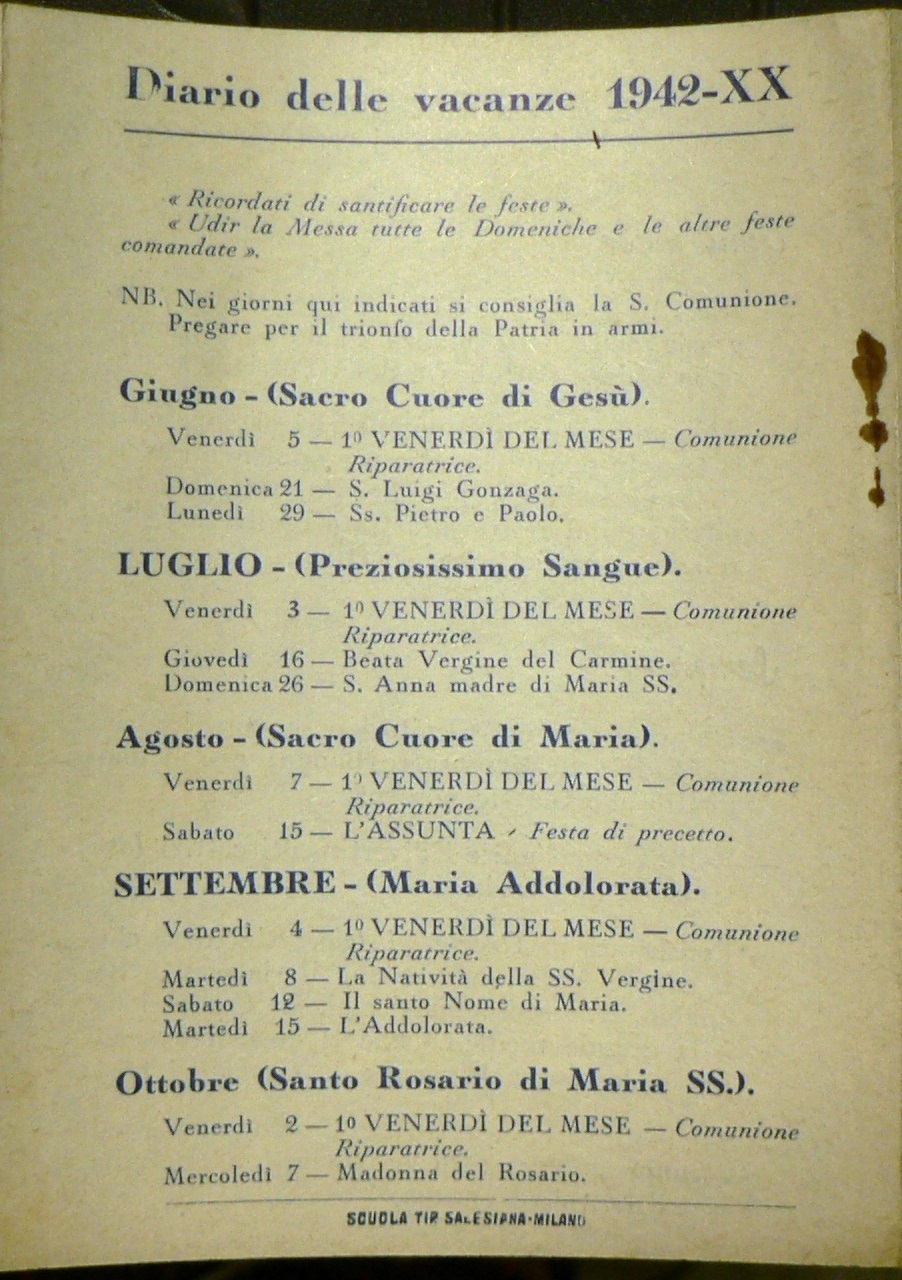 Diario delle vacanze 1942-XX
« Ricordati di santificare le feste ».
« Udir la Messa tutte le Domeniche e le altre feste
comandate ».
NB. Nei giorni qui indicati si consiglia la S. Comunione.
Pregare per il trionfo della Patria in armi.
Giugno - (Sacro Cuore di Gesù).
Venerdì 5 — 1º VENERDÌ DEL MESE — Comunione
Riparatrice.
Domenica 21 — S. Luigi Gonzaga.
Lunedì 29 — Ss. Pietro e Paolo.
LUGLIO - (Preziosissimo Sangue).
Venerdì 3 — 1º VENERDÌ DEL MESE — Comunione
Riparatrice.
Giovedì 16 — Beata Vergine del Carmine.
Domenica 26 — S. Anna madre di Maria SS.
Agosto - (Sacro Cuore di Maria).
Venerdì 7 — 1º VENERDÌ DEL MESE — Comunione
Riparatrice.
Sabato 15 — L'ASSUNTA - Festa di precetto.
SETTEMBRE - (Maria Addolorata).
Venerdì 4 — 1º VENERDÌ DEL MESE — Comunione
Riparatrice.
Martedì 8 — La Natività della SS. Vergine.
Sabato 12 — Il santo Nome di Maria.
Martedì 15 — L'Addolorata.
Ottobre (Santo Rosario di Maria SS.).
Venerdì 2 — 1º VENERDÌ DEL MESE — Comunione
Riparatrice.
Mercoledì 7 — Madonna del Rosario.
SCUOLA TIP SALESIANA-MILANO